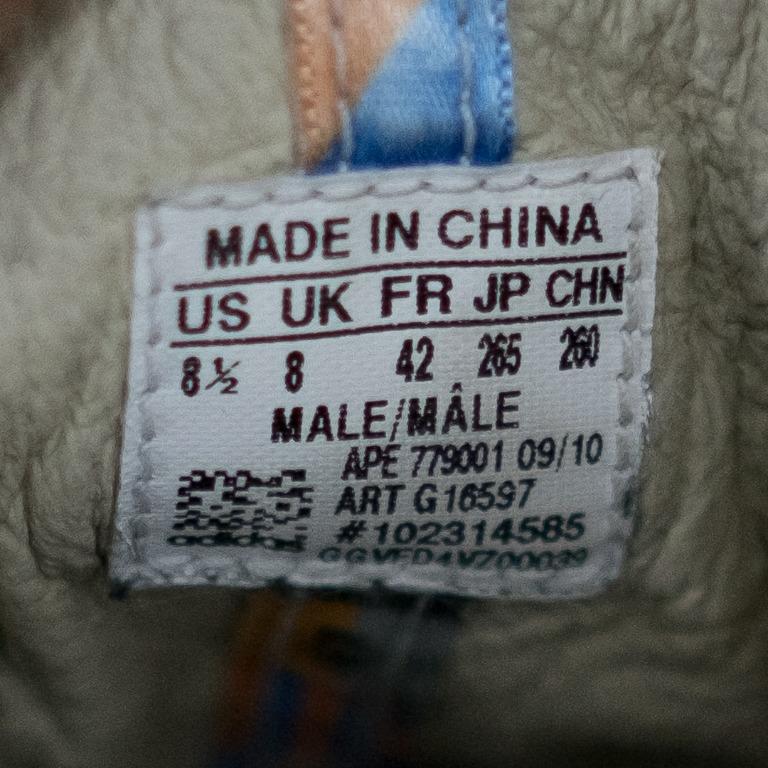 MADE IN CHINA
US UK FR JP CHN
8½ 8 42 265 260
MALE/MÂLE
APE 779001 09/10
ART G16597
#102314585
adidas